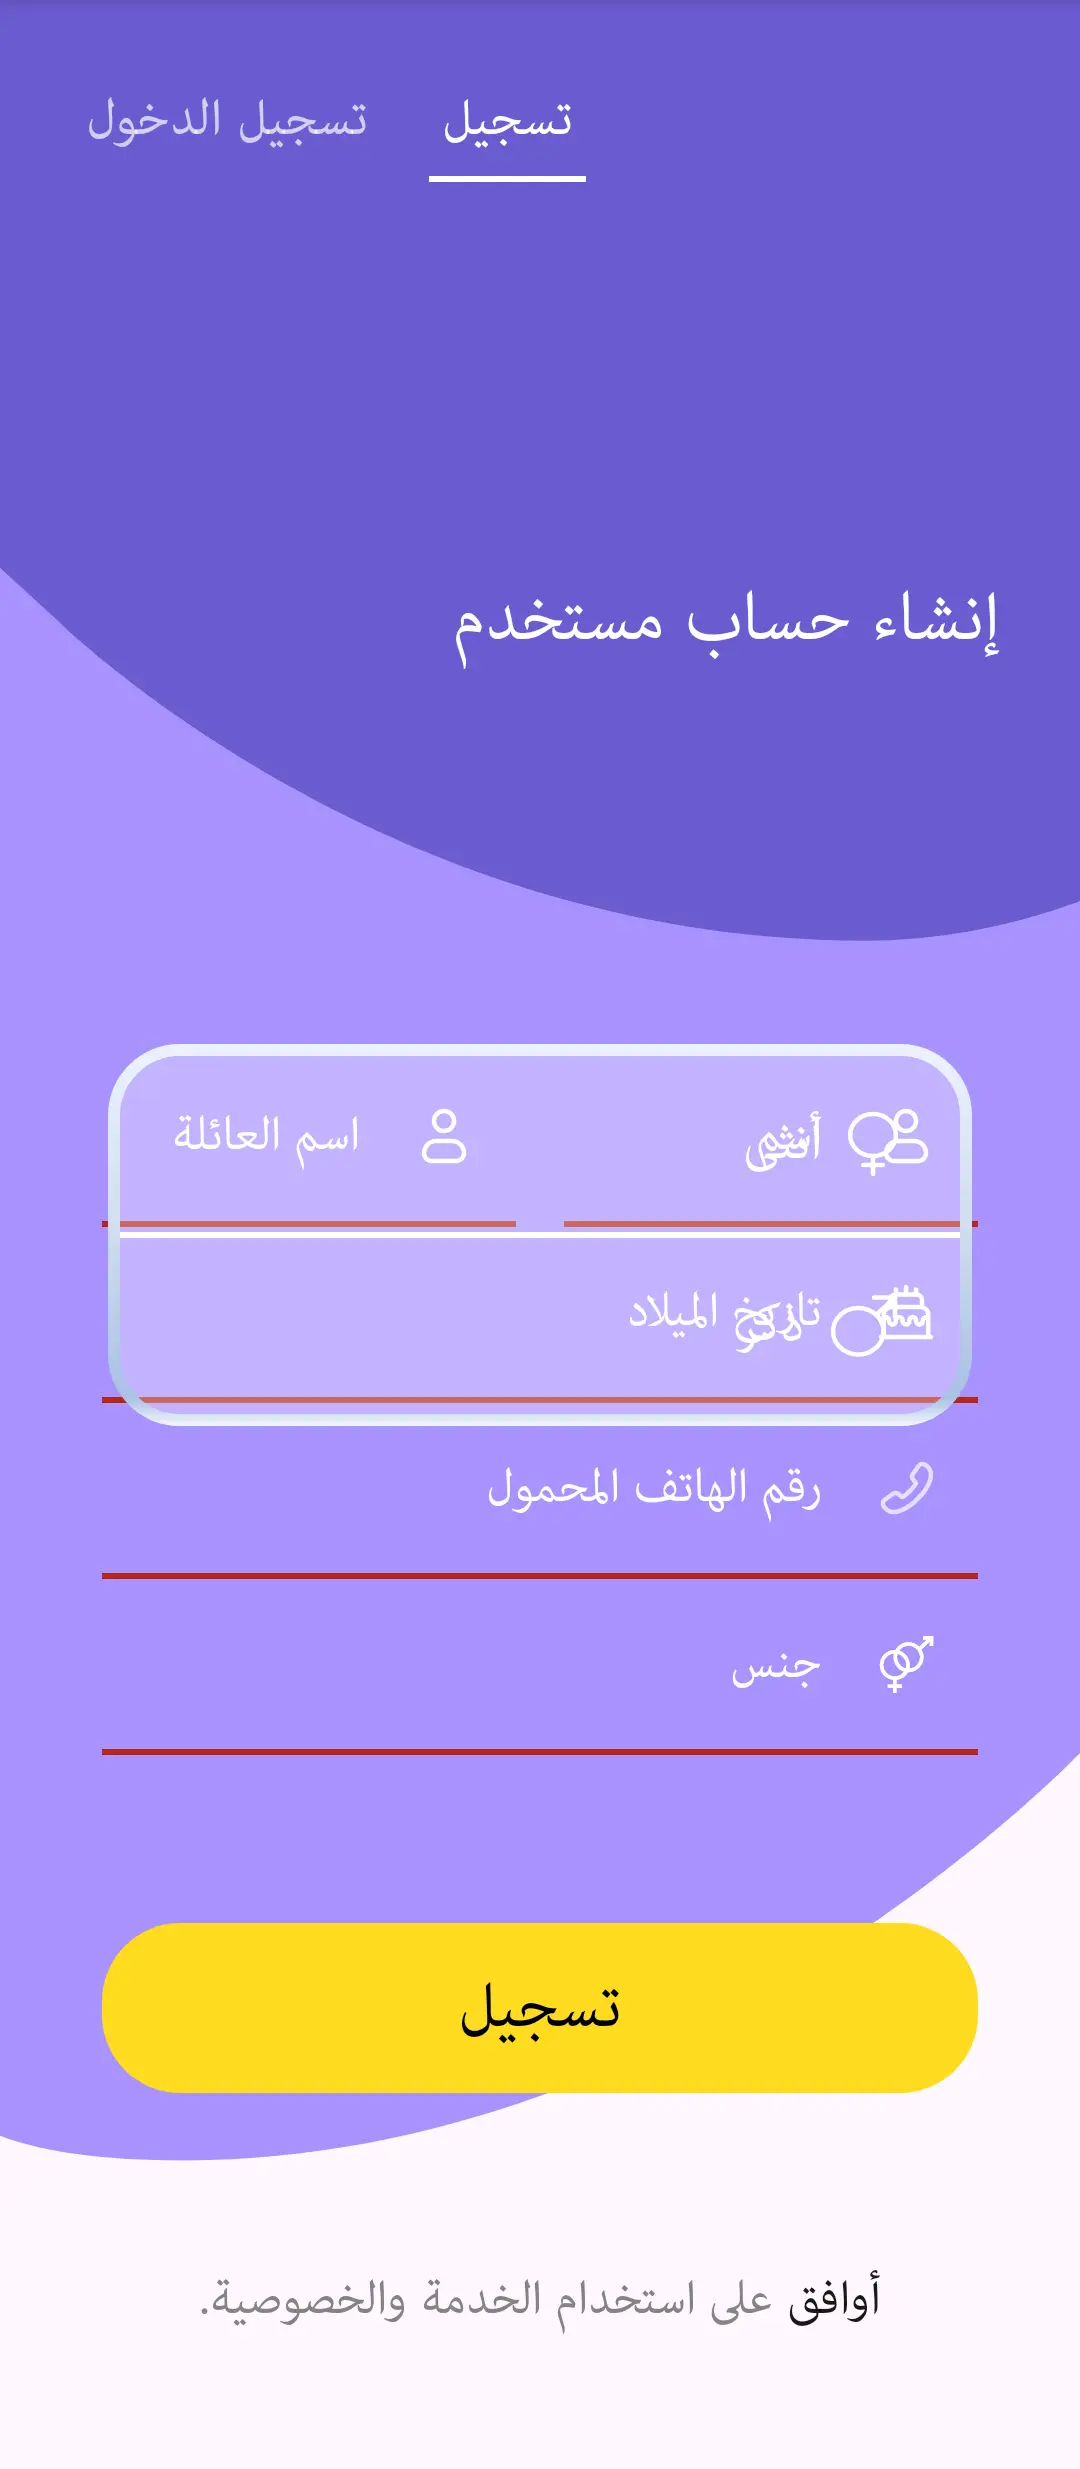 تسجيل تسجيل الدخول
إنشاء حساب مستخدم
أنثى اسم العائلة
تاريخ الميلاد
ذكر
رقم الهاتف المحمول
جنس
تسجيل
أوافق على استخدام الخدمة والخصوصية.